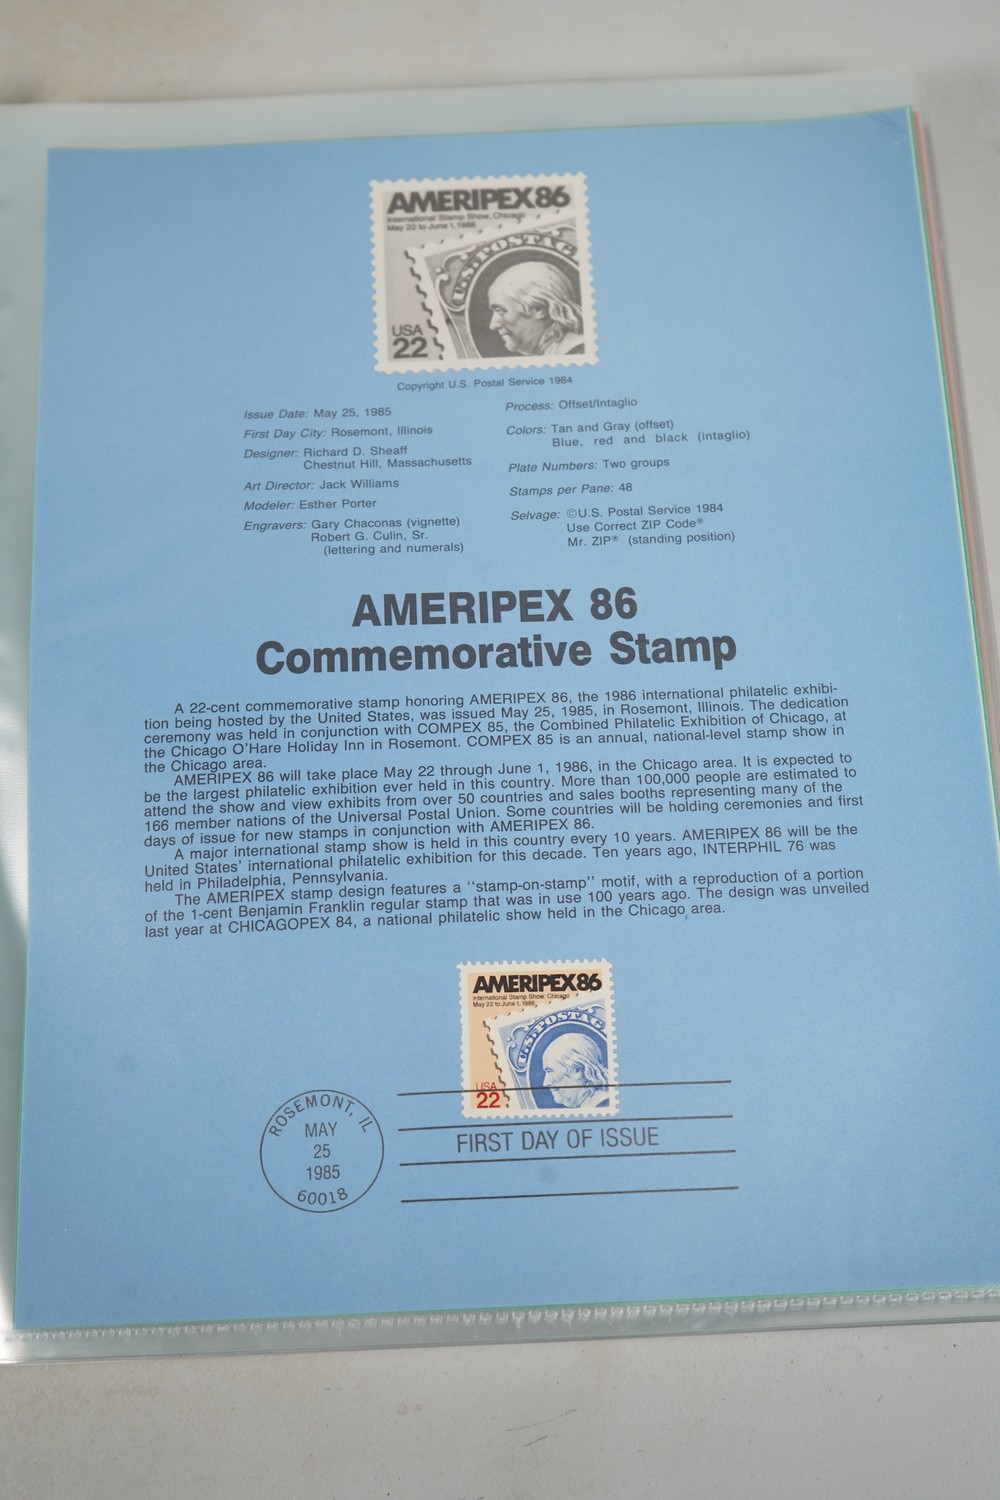 AMERIPEX 86
International Stamp Show, Chicago
May 22 to June 1, 1986
U.S. POSTAG
USA
22
Copyright U.S. Postal Service 1984
Issue Date: May 25, 1985
First Day City: Rosemont, Illinois
Designer: Richard D. Sheaff
Chestnut Hill, Massachusetts
Art Director: Jack Williams
Modeler: Esther Porter
Engravers: Gary Chaconas (vignette)
Robert G. Culin, Sr.
(lettering and numerals)
Process: Offset/Intaglio
Colors: Tan and Gray (offset)
Blue, red and black (intaglio)
Plate Numbers: Two groups
Stamps per Pane: 48
Selvage: ©U.S. Postal Service 1984
Use Correct ZIP Code®
Mr. ZIP® (standing position)
AMERIPEX 86
Commemorative Stamp
A 22-cent commemorative stamp honoring AMERIPEX 86, the 1986 international philatelic exhibi-
tion being hosted by the United States, was issued May 25, 1985, in Rosemont, Illinois. The dedication
ceremony was held in conjunction with COMPEX 85, the Combined Philatelic Exhibition of Chicago, at
the Chicago O'Hare Holiday Inn in Rosemont. COMPEX 85 is an annual, national-level stamp show in
the Chicago area.
AMERIPEX 86 will take place May 22 through June 1, 1986, in the Chicago area. It is expected to
be the largest philatelic exhibition ever held in this country. More than 100,000 people are estimated to
attend the show and view exhibits from over 50 countries and sales booths representing many of the
166 member nations of the Universal Postal Union. Some countries will be holding ceremonies and first
days of issue for new stamps in conjunction with AMERIPEX 86.
A major international stamp show is held in this country every 10 years. AMERIPEX 86 will be the
United States' international philatelic exhibition for this decade. Ten years ago, INTERPHIL 76 was
held in Philadelphia, Pennsylvania.
The AMERIPEX stamp design features a "stamp-on-stamp" motif, with a reproduction of a portion
of the 1-cent Benjamin Franklin regular stamp that was in use 100 years ago. The design was unveiled
last year at CHICAGOPEX 84, a national philatelic show held in the Chicago area.
AMERIPEX 86
International Stamp Show, Chicago
May 22 to June 1, 1986
U.S. POSTAG
USA
22
ROSEMONT, IL
MAY
25
1985
60018
FIRST DAY OF ISSUE